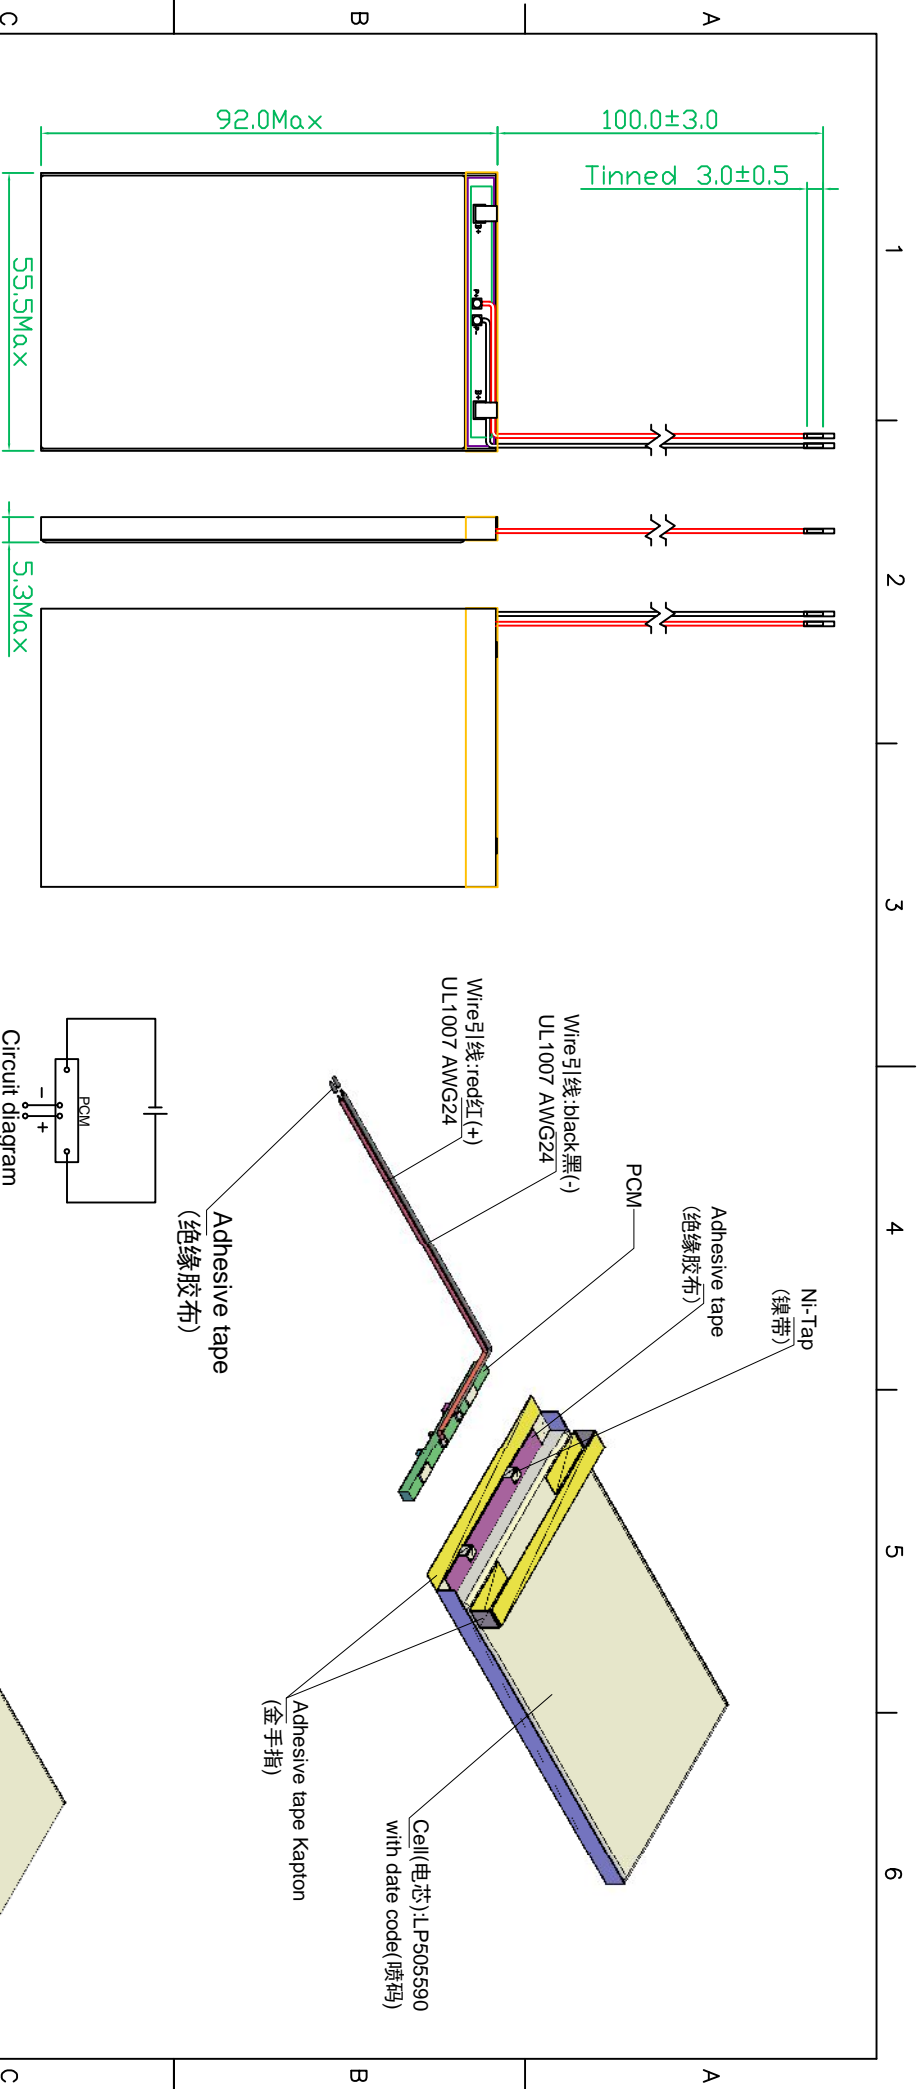 1
2
3
4
5
6
A
B
C
A
B
C
100.0±3.0
Tinned 3.0±0.5
92.0Max
55.5Max
5.3Max
B+
P-
B-
Ni-Tap
(镍带)
Adhesive tape
(绝缘胶布)
PCM
Wire引线:black黑(-)
UL1007 AWG24
Wire引线:red红(+)
UL1007 AWG24
Adhesive tape
(绝缘胶布)
Adhesive tape Kapton
(金手指)
Cell(电芯):LP505590
with date code(喷码)
PCM
- +
Circuit diagram